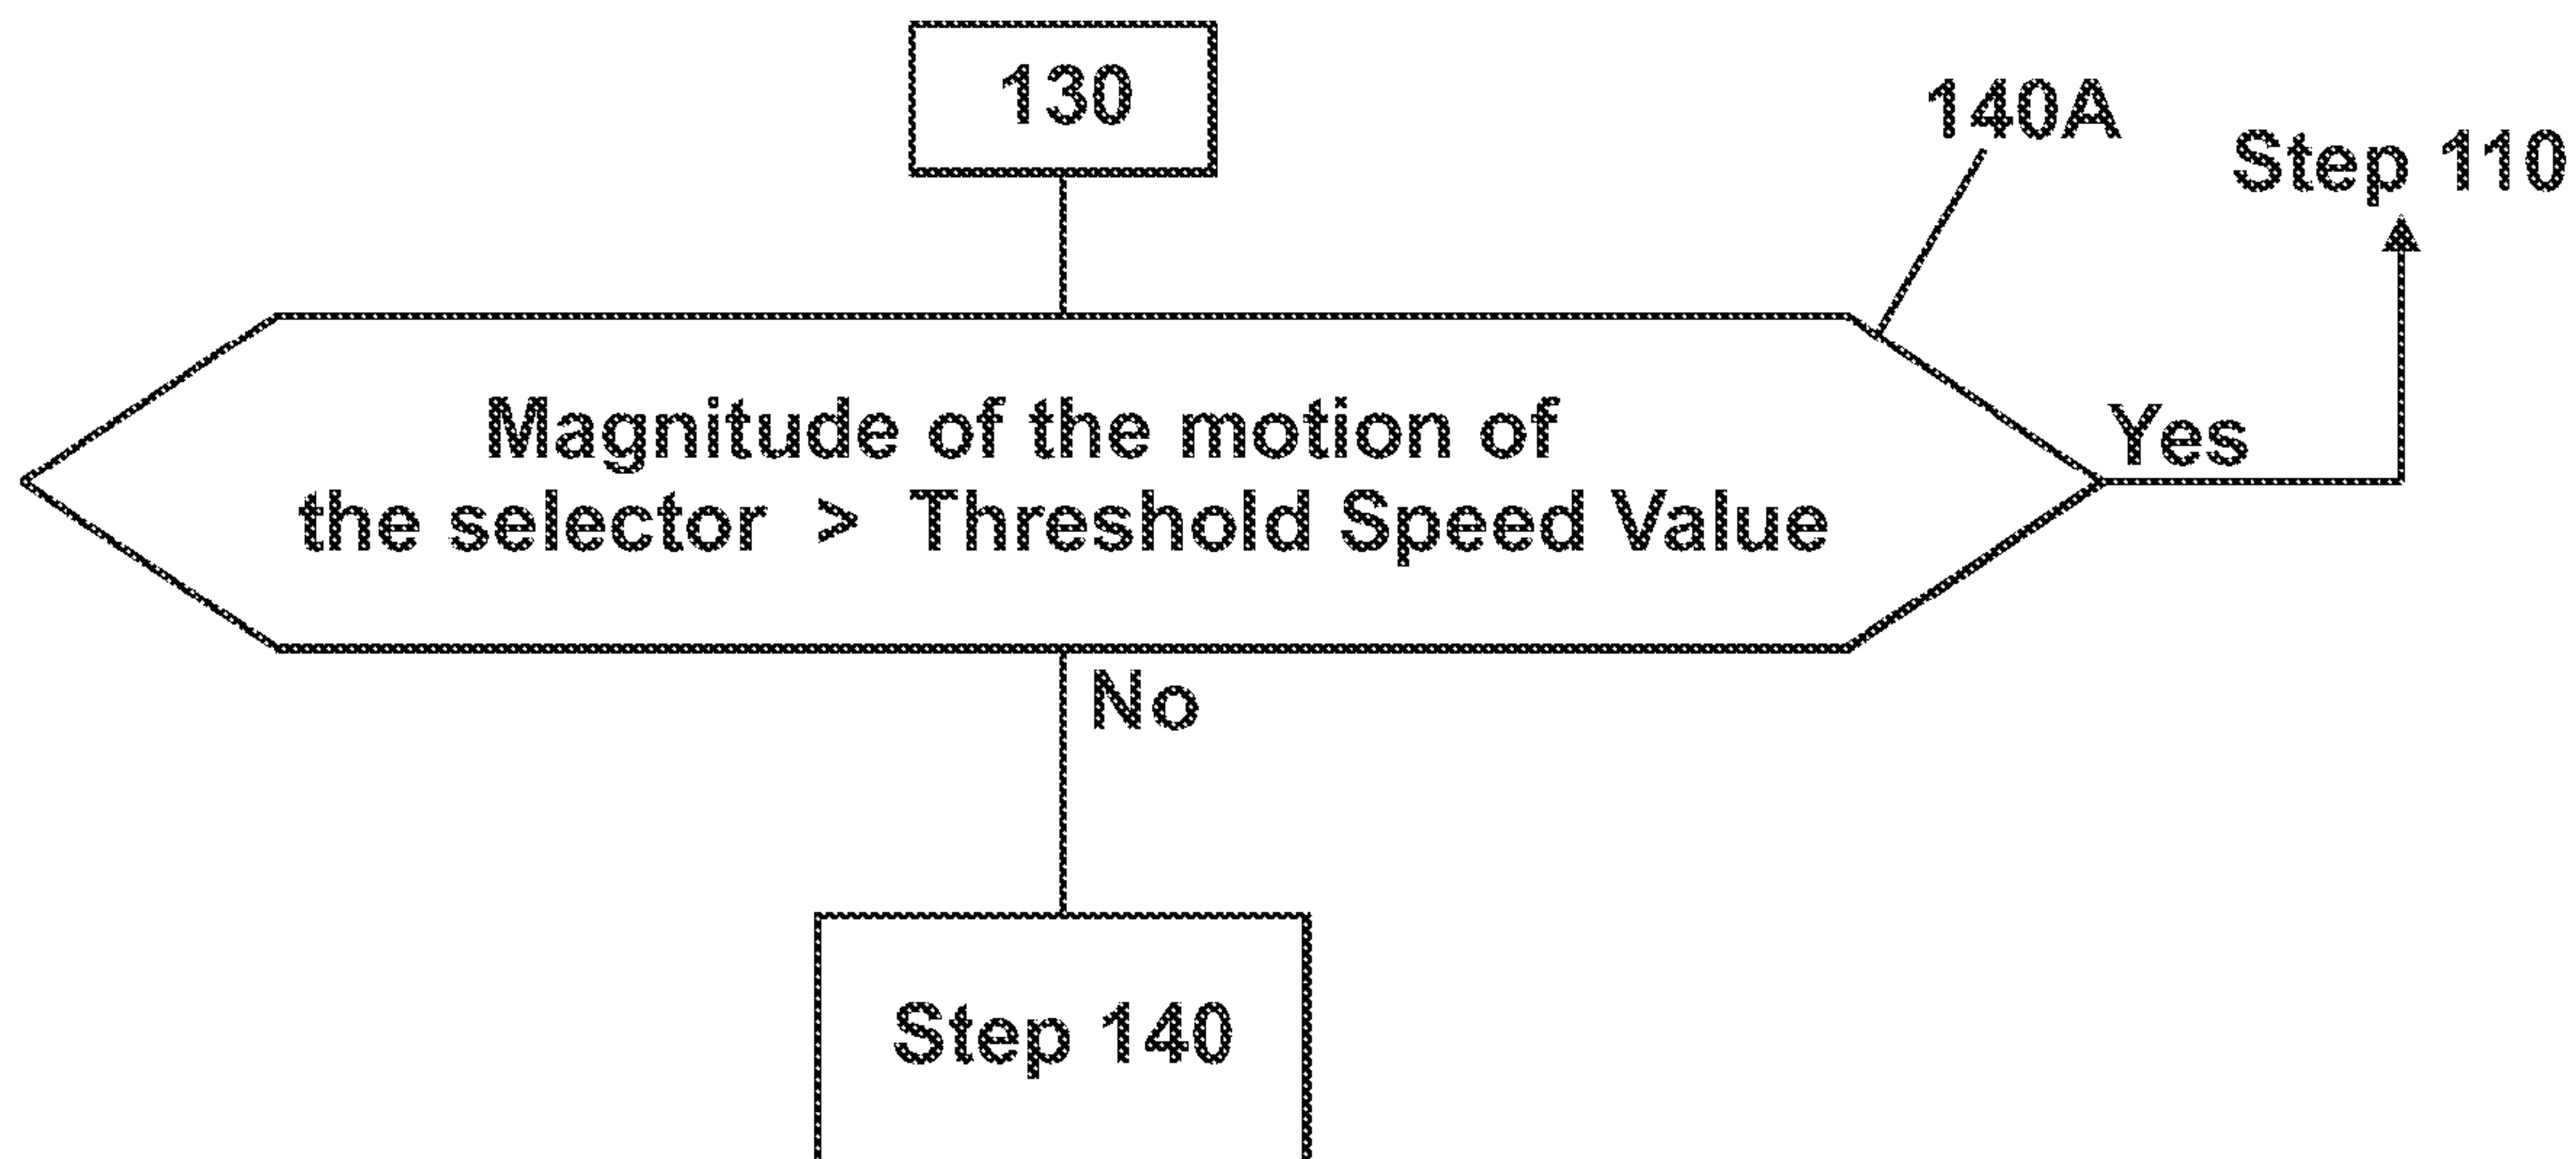 130
140A
Step 110
Magnitude of the motion of
the selector > Threshold Speed Value
Yes
No
Step 140